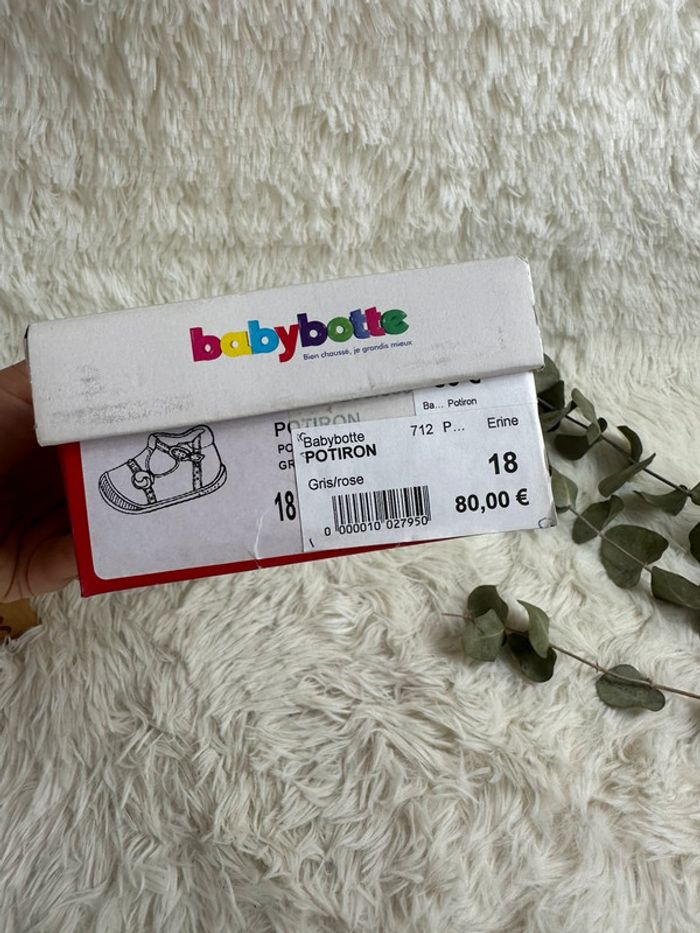 babybotte
Bien chaussé, je grandis mieux
Ba... Potiron
POTIRON
PO
GR
18
Babybotte 712 P... Erine
POTIRON
18
Gris/rose
80,00 €
0 000010 027950